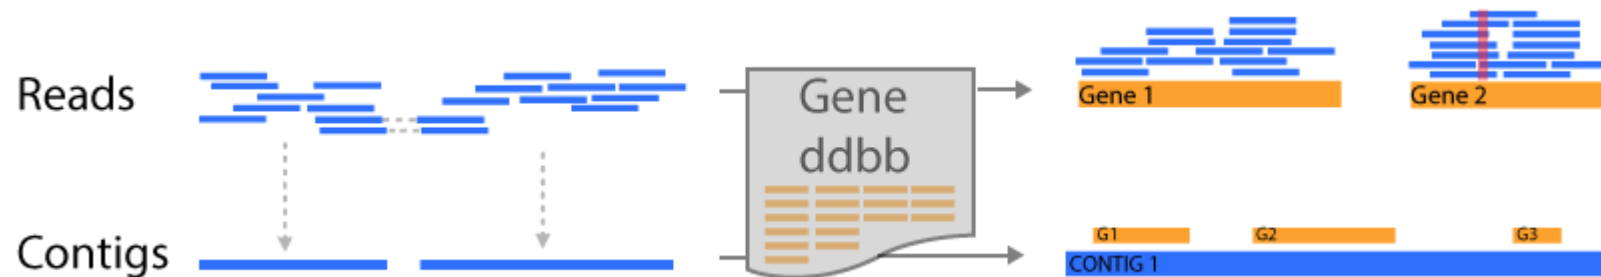 Reads
Gene
ddbb
Gene 1
Gene 2
Contigs
G1
G2
G3
CONTIG 1